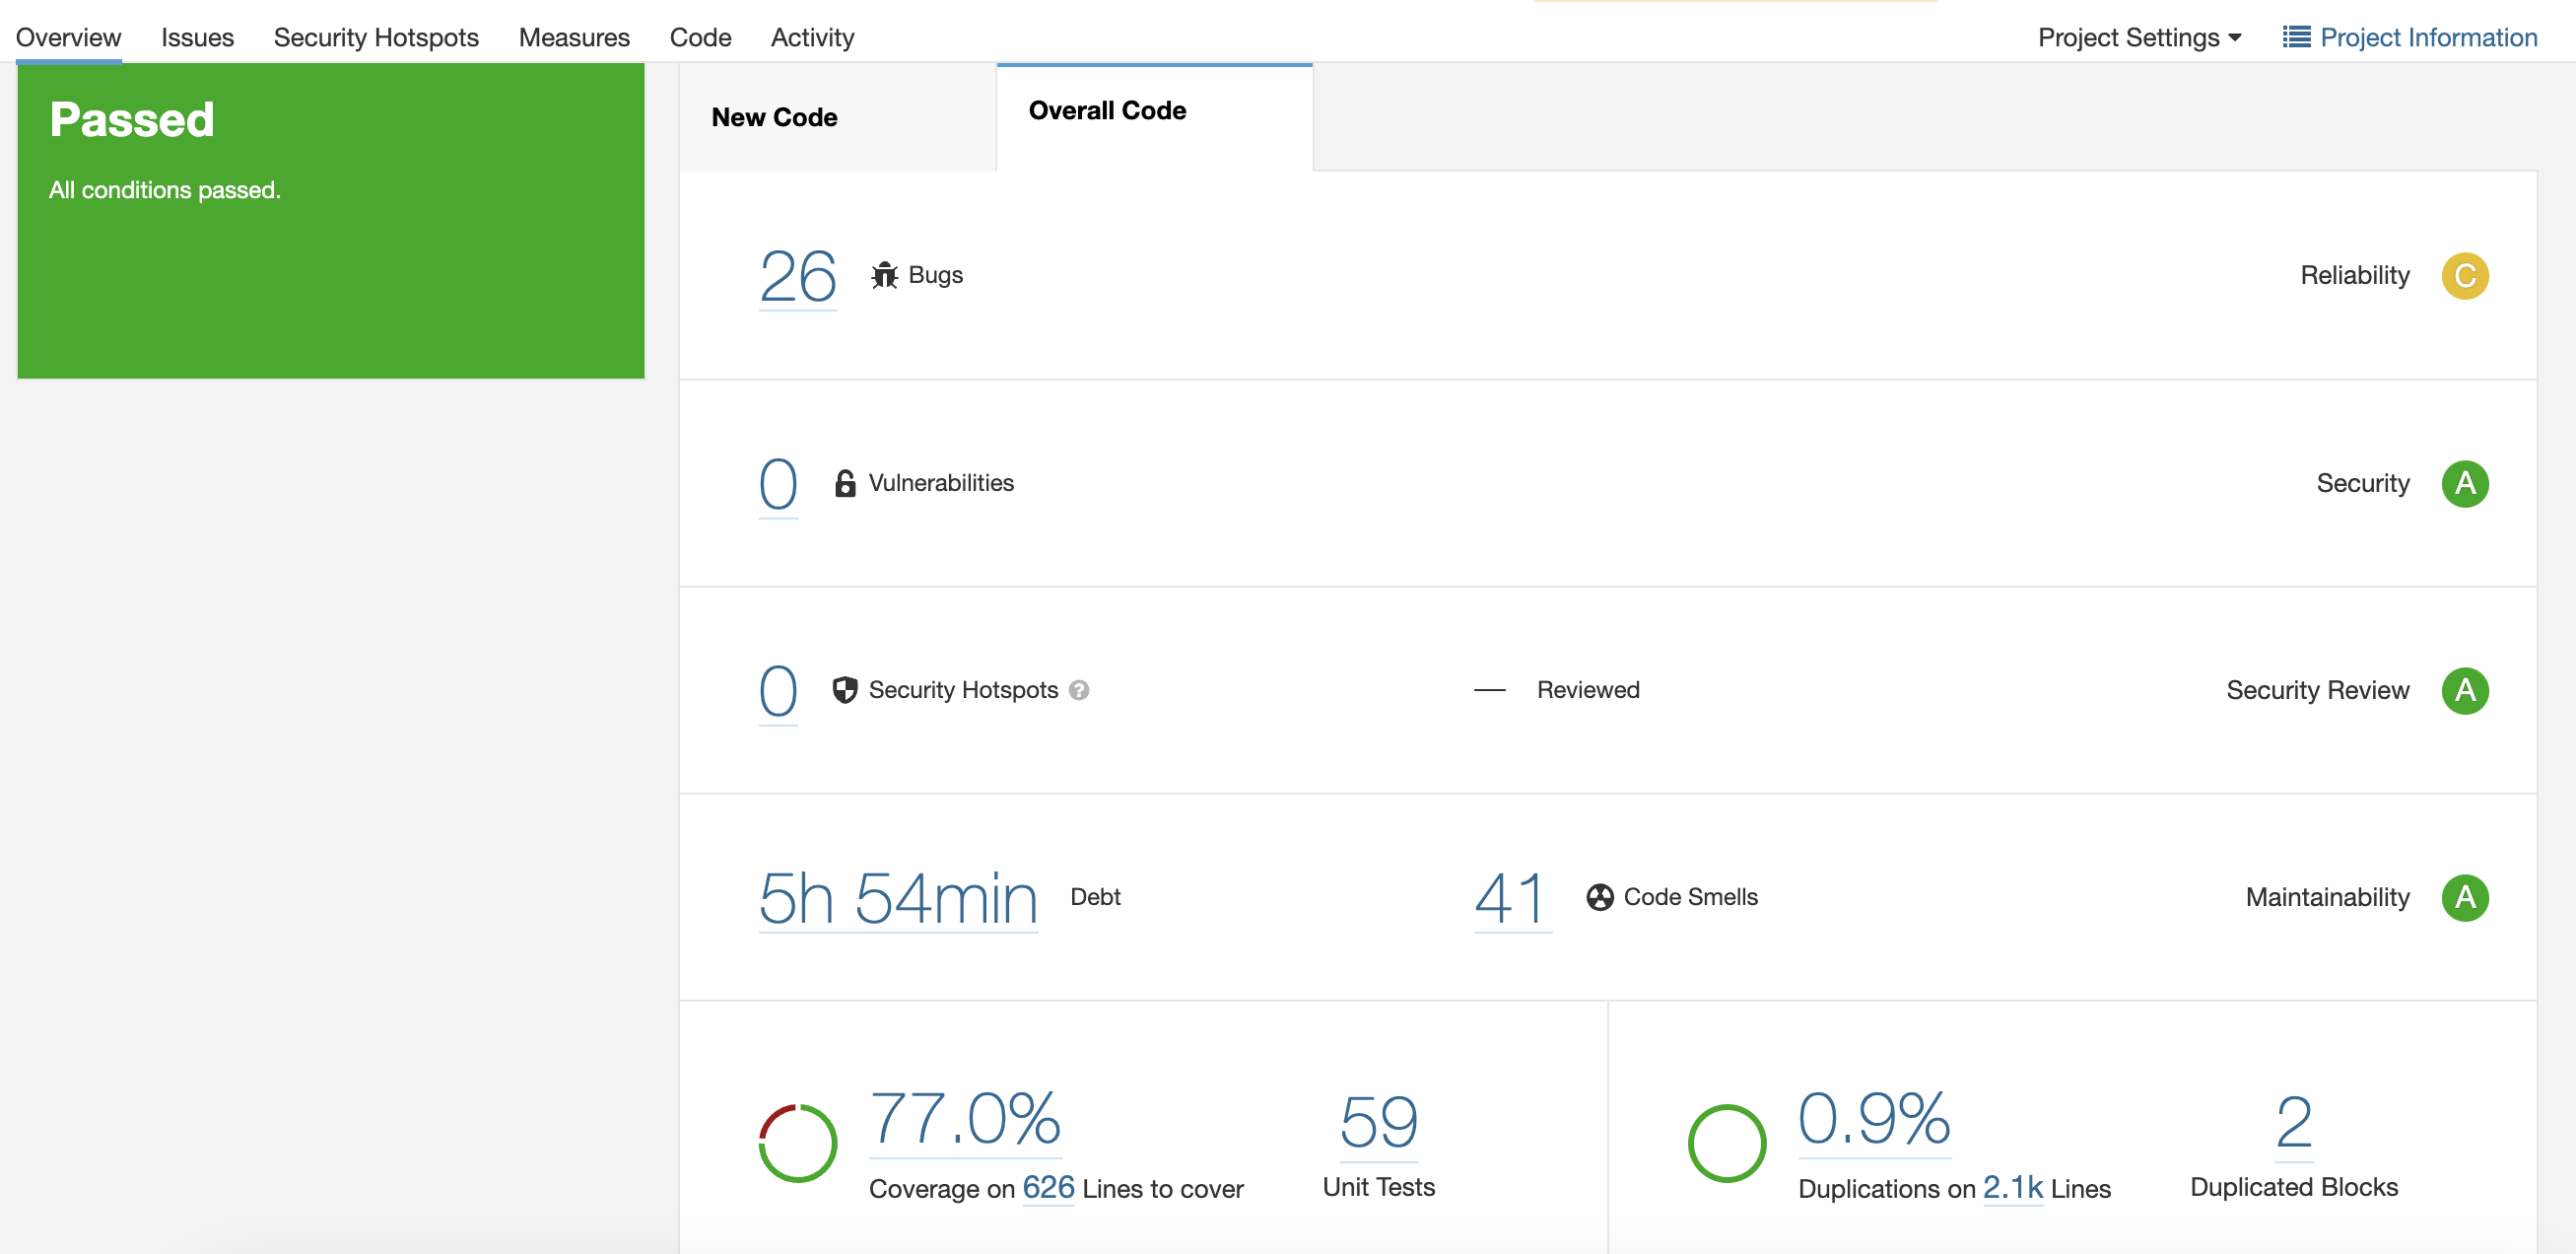 Overview Issues Security Hotspots Measures Code Activity Project Settings Project Information
Passed
All conditions passed.
New Code
Overall Code
26 Bugs Reliability C
0 Vulnerabilities Security A
0 Security Hotspots ? — Reviewed Security Review A
5h 54min Debt 41 Code Smells Maintainability A
77.0%
Coverage on 626 Lines to cover
59
Unit Tests
0.9%
Duplications on 2.1k Lines
2
Duplicated Blocks